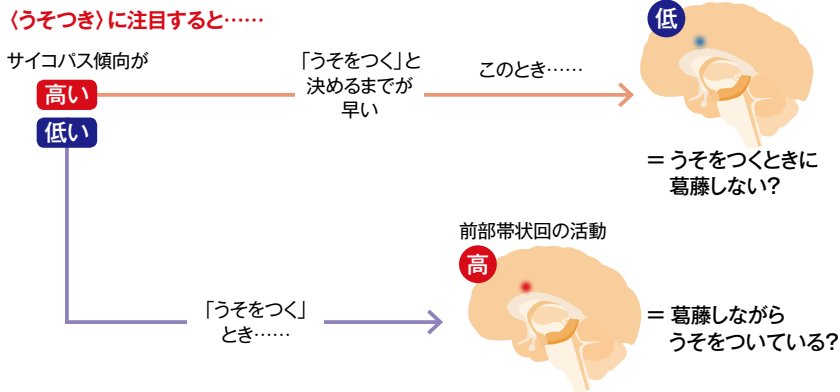 〈うそつき〉に注目すると……
サイコパス傾向が
高い
低い
「うそをつく」と
決めるまでが
早い
このとき……
低
＝ うそをつくときに
葛藤しない？
「うそをつく」
とき……
前部帯状回の活動
高
＝ 葛藤しながら
うそをついている？